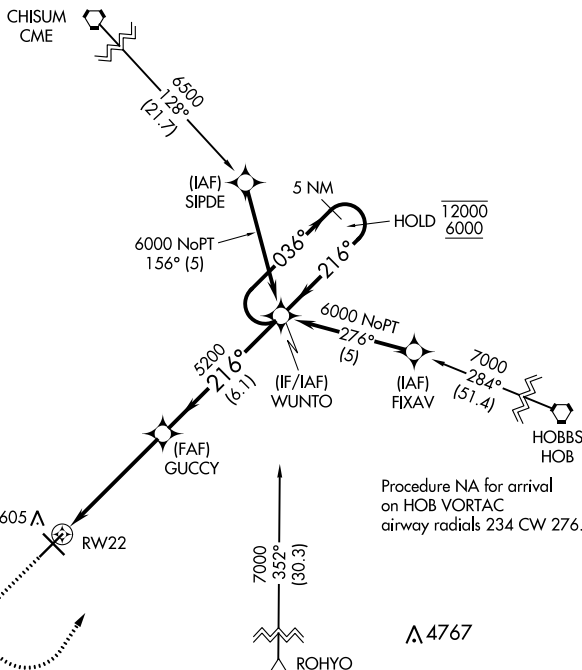 CHISUM
CME
6500
128°
(21.7)
(IAF)
SIPDE
5 NM
HOLD
12000
6000
6000 NoPT
156° (5)
036°
216°
6000 NoPT
276°
(5)
7000
284°
(51.4)
(IAF)
FIXAV
HOBBS
HOB
5200
216°
(6.1)
(IF/IAF)
WUNTO
(FAF)
GUCCY
Procedure NA for arrival
on HOB VORTAC
airway radials 234 CW 276.
605
RW22
7000
352°
(30.3)
4767
ROHYO